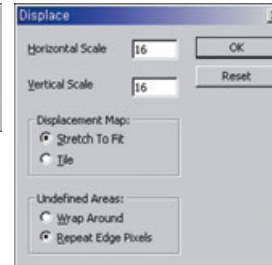 Displace
Horizontal Scale 16 OK
Vertical Scale 16 Reset
Displacement Map:
Stretch To Fit
Tile
Undefined Areas:
Wrap Around
Repeat Edge Pixels